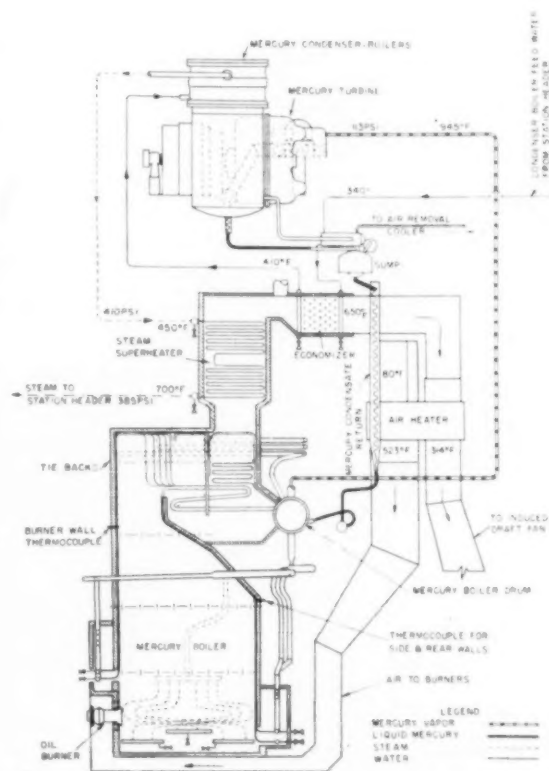 MERCURY CONDENSER-BOILERS
MERCURY TURBINE
113PSI 945°F
CONDENSER BOILER FEED WATER
FROM STATION HEADER
340°
TO AIR REMOVAL
COOLER
SUMP
410°F
410PSI
450°F
STEAM
SUPERHEATER
650°F
ECONOMIZER
STEAM TO
STATION HEADER 385PSI
700°F
MERCURY CONDENSATE
RETURN
80°F
AIR HEATER
523°F
314°F
TIE BACKS
BURNER WALL
THERMOCOUPLE
TO INDUCED
DRAFT FAN
MERCURY BOILER DRUM
MERCURY BOILER
THERMOCOUPLE FOR
SIDE & REAR WALLS
AIR TO BURNERS
OIL
BURNER
LEGEND
MERCURY VAPOR
LIQUID MERCURY
STEAM
WATER